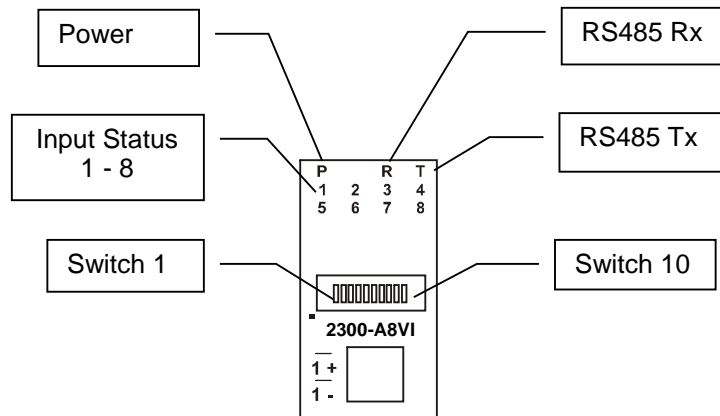 Power
RS485 Rx
Input Status
1 - 8
RS485 Tx
P R T
1 2 3 4
5 6 7 8
Switch 1
Switch 10
2300-A8VI
1 +
1 -